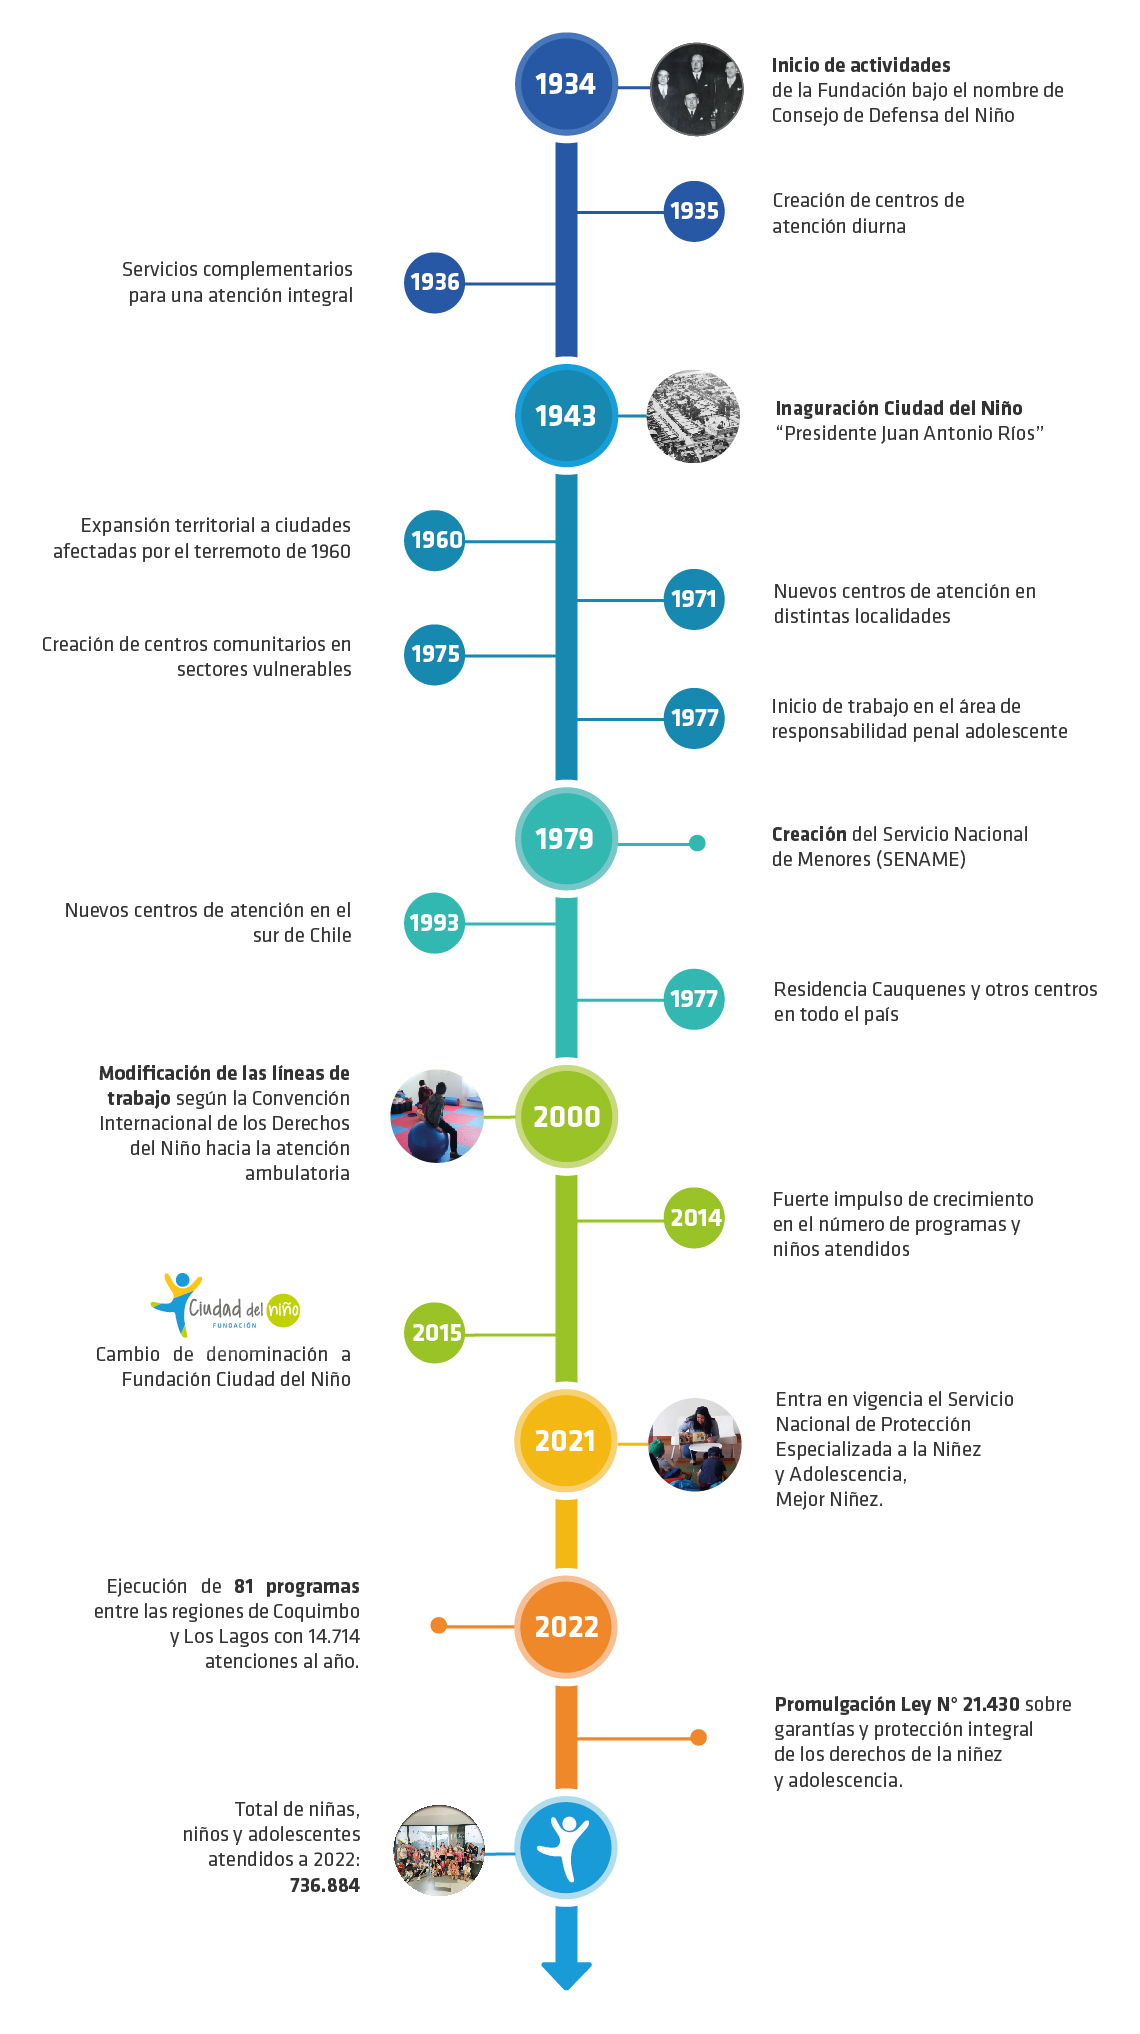 1934
Inicio de actividades
de la Fundación bajo el nombre de
Consejo de Defensa del Niño
1935
Creación de centros de
atención diurna
Servicios complementarios
para una atención integral
1936
1943
Inaguración Ciudad del Niño
“Presidente Juan Antonio Ríos”
Expansión territorial a ciudades
afectadas por el terremoto de 1960
1960
1971
Nuevos centros de atención en
distintas localidades
Creación de centros comunitarios en
sectores vulnerables
1975
1977
Inicio de trabajo en el área de
responsabilidad penal adolescente
1979
Creación del Servicio Nacional
de Menores (SENAME)
Nuevos centros de atención en el
sur de Chile
1993
1977
Residencia Cauquenes y otros centros
en todo el país
Modificación de las líneas de
trabajo según la Convención
Internacional de los Derechos
del Niño hacia la atención
ambulatoria
2000
2014
Fuerte impulso de crecimiento
en el número de programas y
niños atendidos
Ciudad del niño
FUNDACIÓN
Cambio de denominación a
Fundación Ciudad del Niño
2015
2021
Entra en vigencia el Servicio
Nacional de Protección
Especializada a la Niñez
y Adolescencia,
Mejor Niñez.
Ejecución de 81 programas
entre las regiones de Coquimbo
y Los Lagos con 14.714
atenciones al año.
2022
Promulgación Ley N° 21.430 sobre
garantías y protección integral
de los derechos de la niñez
y adolescencia.
Total de niñas,
niños y adolescentes
atendidos a 2022:
736.884